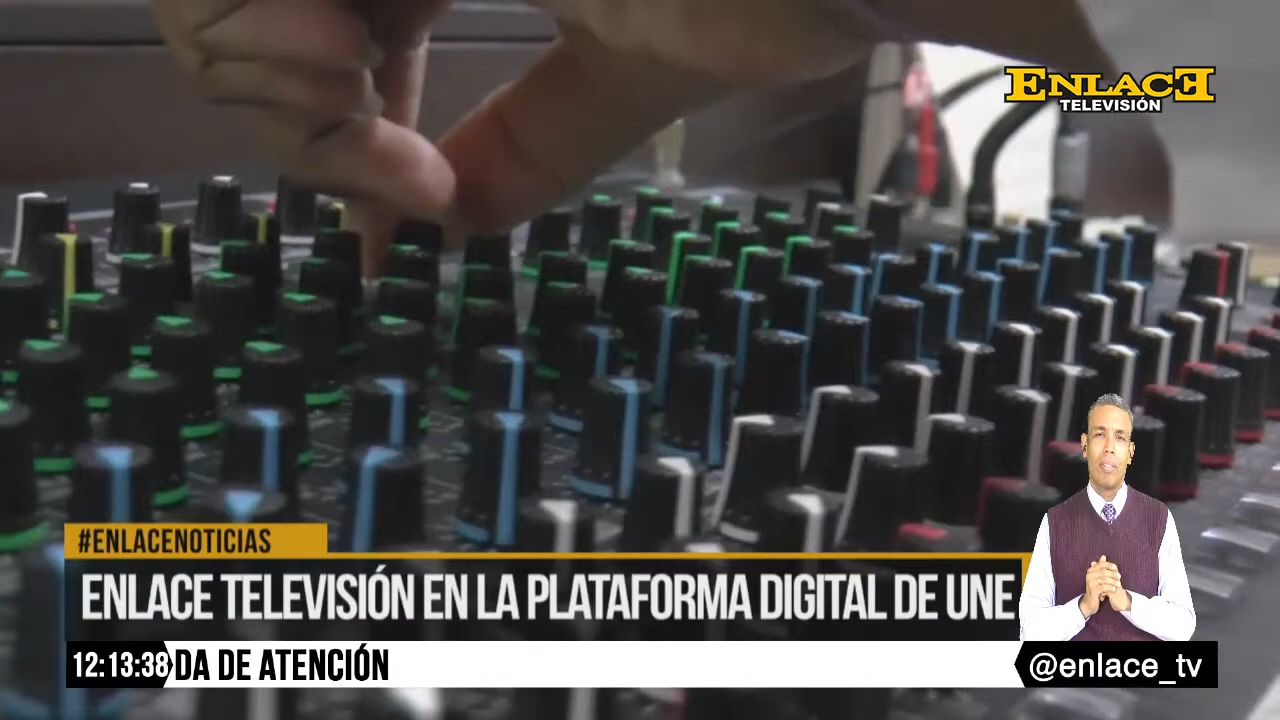 ENLACE
TELEVISIÓN
#ENLACENOTICIAS
ENLACE TELEVISIÓN EN LA PLATAFORMA DIGITAL DE UNE
12:13:38 DA DE ATENCIÓN
@enlace_tv